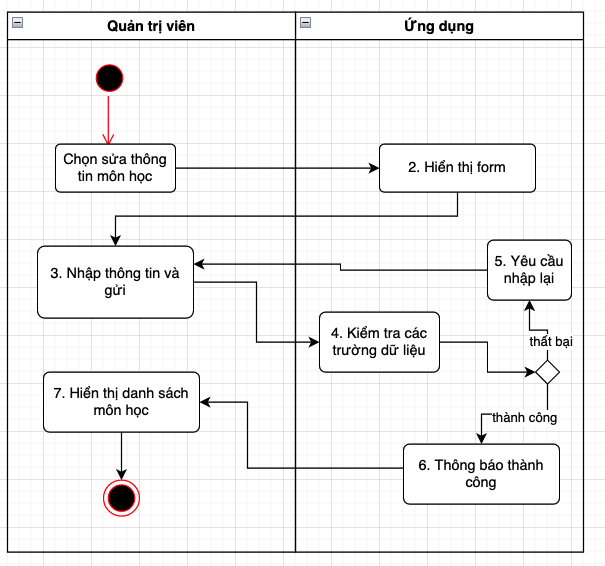 Quản trị viên
Ứng dụng
Chọn sửa thông
tin môn học
2. Hiển thị form
3. Nhập thông tin và
gửi
5. Yêu cầu
nhập lại
4. Kiểm tra các
trường dữ liệu
thất bại
7. Hiển thị danh sách
môn học
thành công
6. Thông báo thành
công